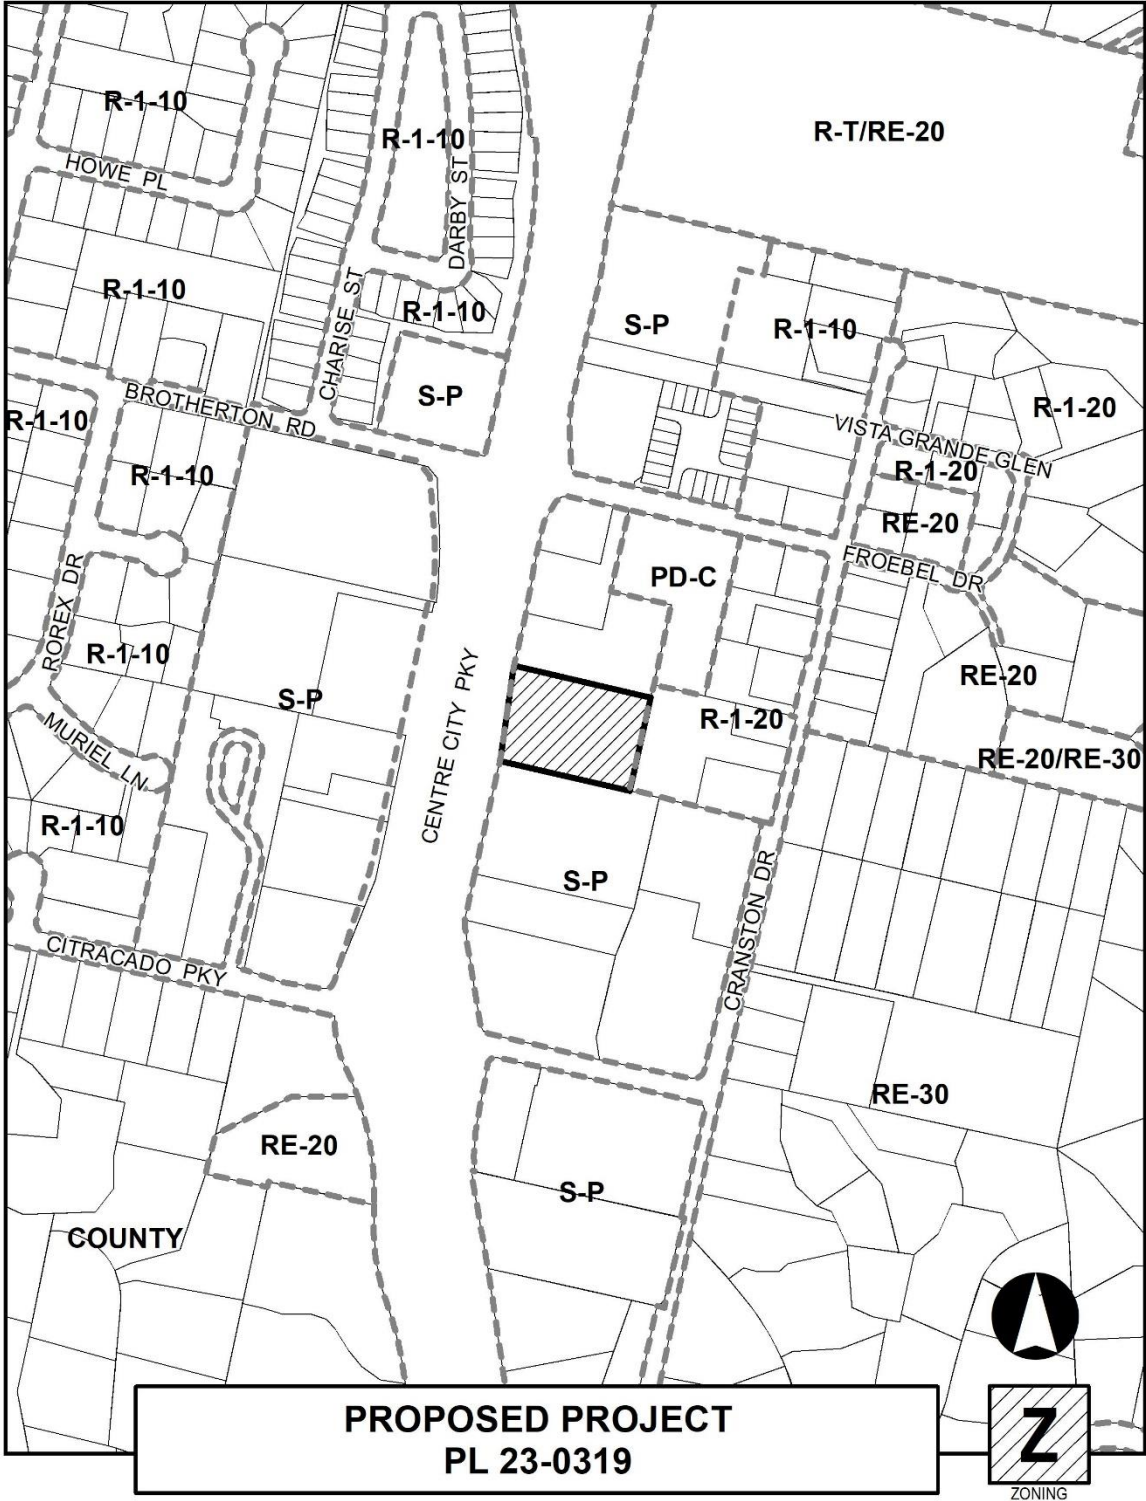 R-1-10
R-1-10
R-T/RE-20
HOWE PL
DARBY ST
R-1-10
R-1-10
CHARISE ST
S-P
R-1-10
S-P
BROTHERTON RD
R-1-10
R-1-20
VISTA GRANDE GLEN
R-1-10
R-1-20
RE-20
FROEBEL DR
PD-C
ROREX DR
R-1-10
S-P
CENTRE CITY PKY
RE-20
R-1-20
MURIEL LN
RE-20/RE-30
R-1-10
S-P
CRANSTON DR
CITRACADO PKY
RE-30
RE-20
S-P
COUNTY
PROPOSED PROJECT
PL 23-0319
Z
ZONING